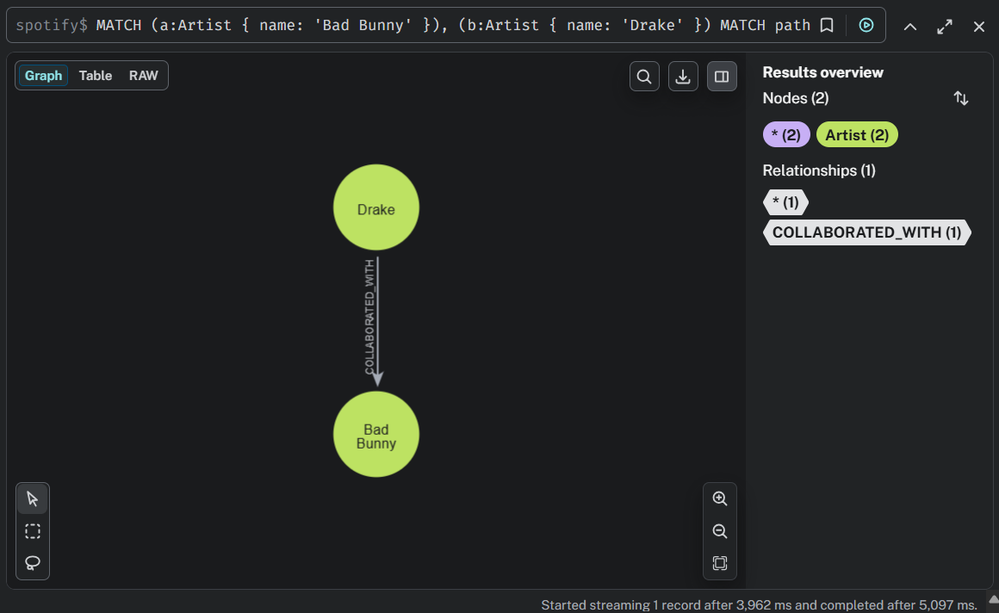 spotify$ MATCH (a:Artist { name: 'Bad Bunny' }), (b:Artist { name: 'Drake' }) MATCH path
Graph Table RAW
Results overview
Nodes (2)
* (2) Artist (2)
Relationships (1)
* (1)
COLLABORATED_WITH (1)
Drake
COLLABORATED_WITH
Bad
Bunny
Started streaming 1 record after 3,962 ms and completed after 5,097 ms.